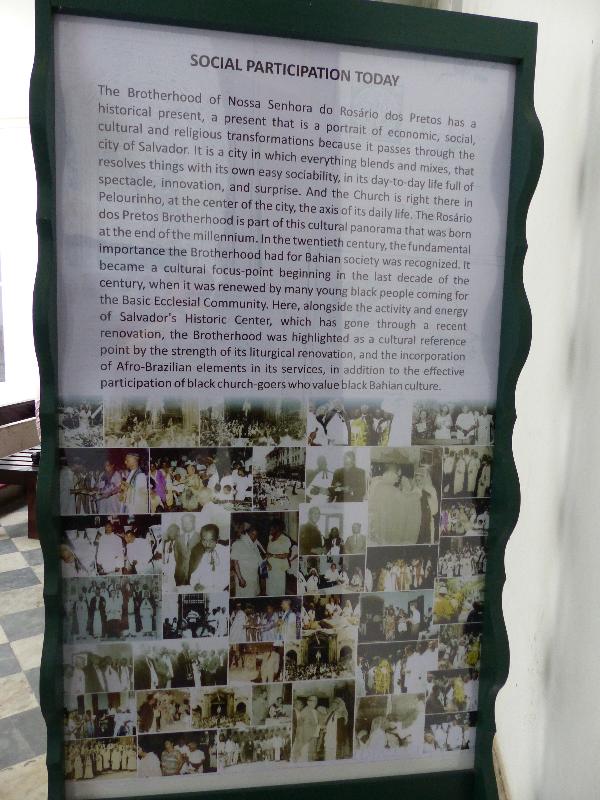 SOCIAL PARTICIPATION TODAY
The Brotherhood of Nossa Senhora do Rosário dos Pretos has a
historical present, a present that is a portrait of economic, social,
cultural and religious transformations because it passes through the
city of Salvador. It is a city in which everything blends and mixes, that
resolves things with its own easy sociability, in its day-to-day life full of
spectacle, innovation, and surprise. And the Church is right there in
Pelourinho, at the center of the city, the axis of its daily life. The Rosário
dos Pretos Brotherhood is part of this cultural panorama that was born
at the end of the millennium. In the twentieth century, the fundamental
importance the Brotherhood had for Bahian society was recognized. It
became a cultural focus-point beginning in the last decade of the
century, when it was renewed by many young black people coming for
the Basic Ecclesial Community. Here, alongside the activity and energy
of Salvador's Historic Center, which has gone through a recent
renovation, the Brotherhood was highlighted as a cultural reference
point by the strength of its liturgical renovation, and the incorporation
of Afro-Brazilian elements in its services, in addition to the effective
participation of black church-goers who value black Bahian culture.